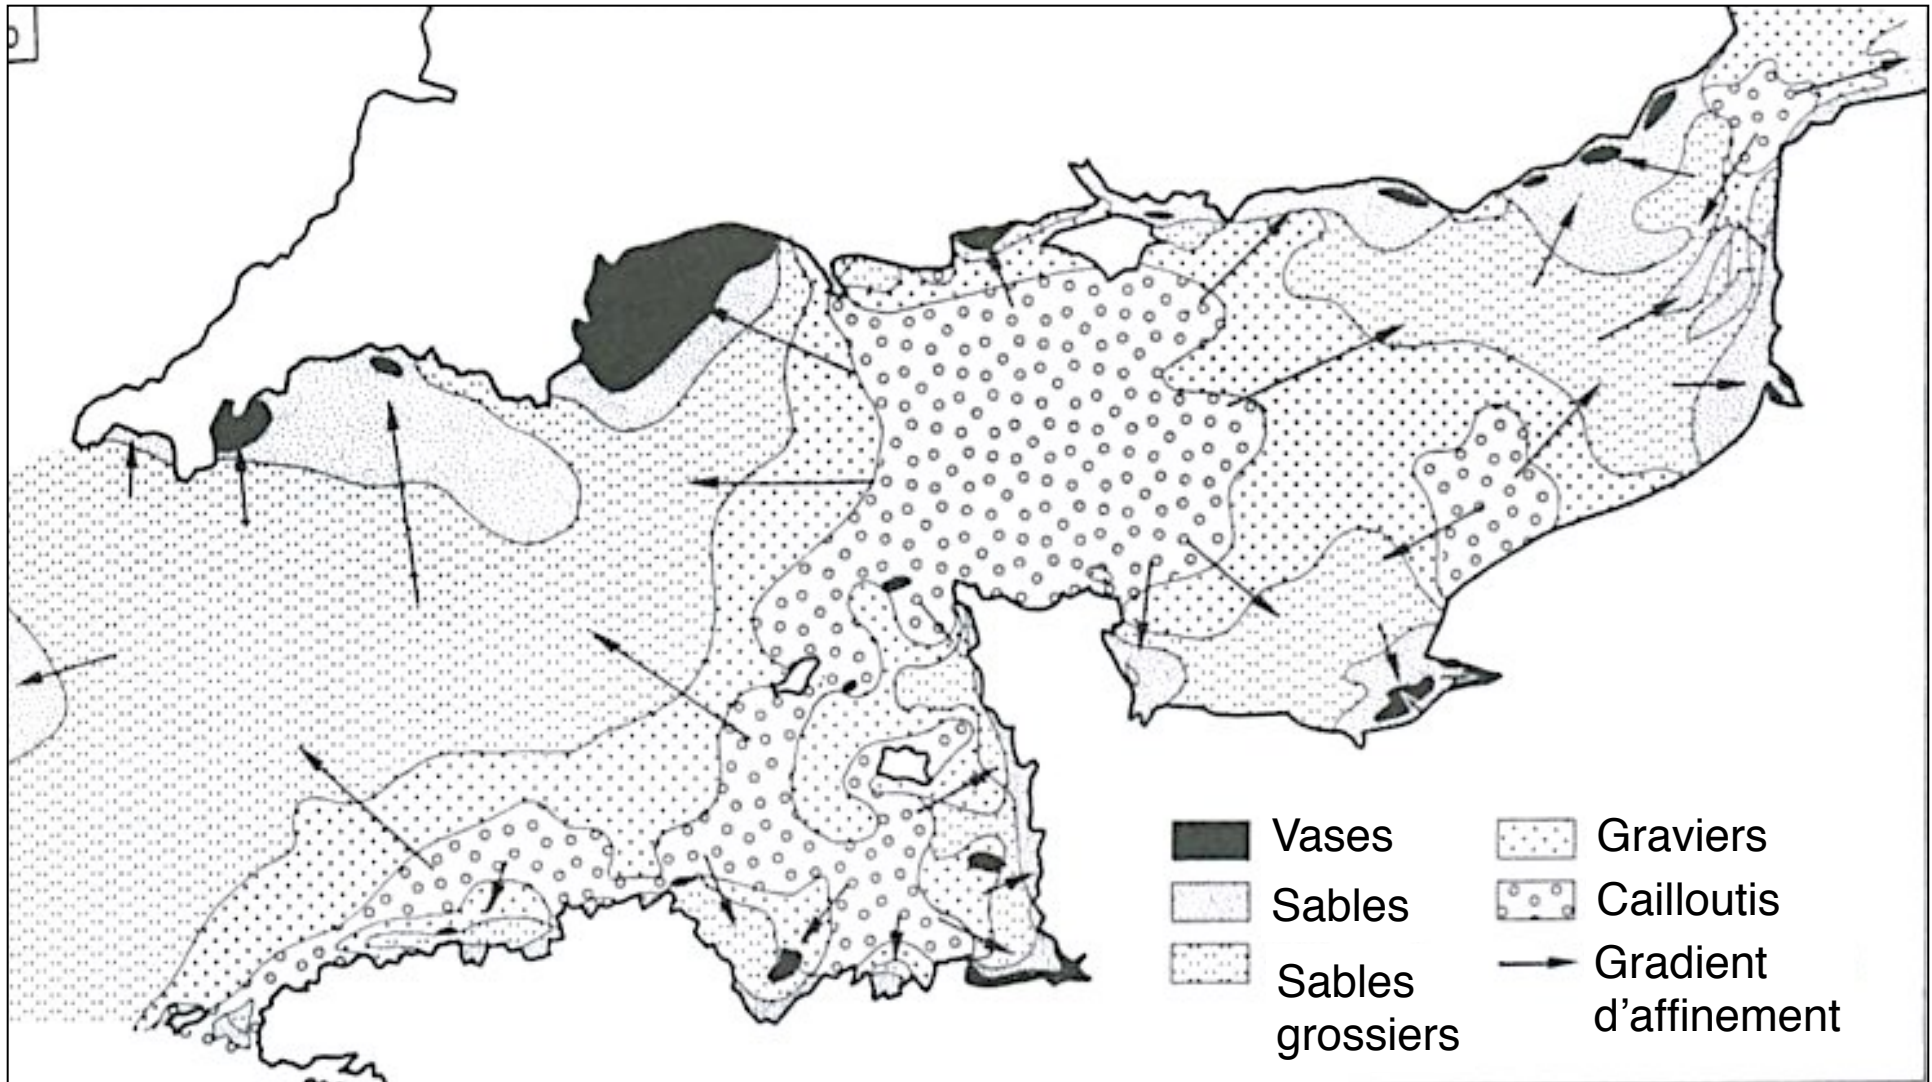 Vases
Sables
Sables
grossiers
Graviers
Cailloutis
Gradient
d'affinement